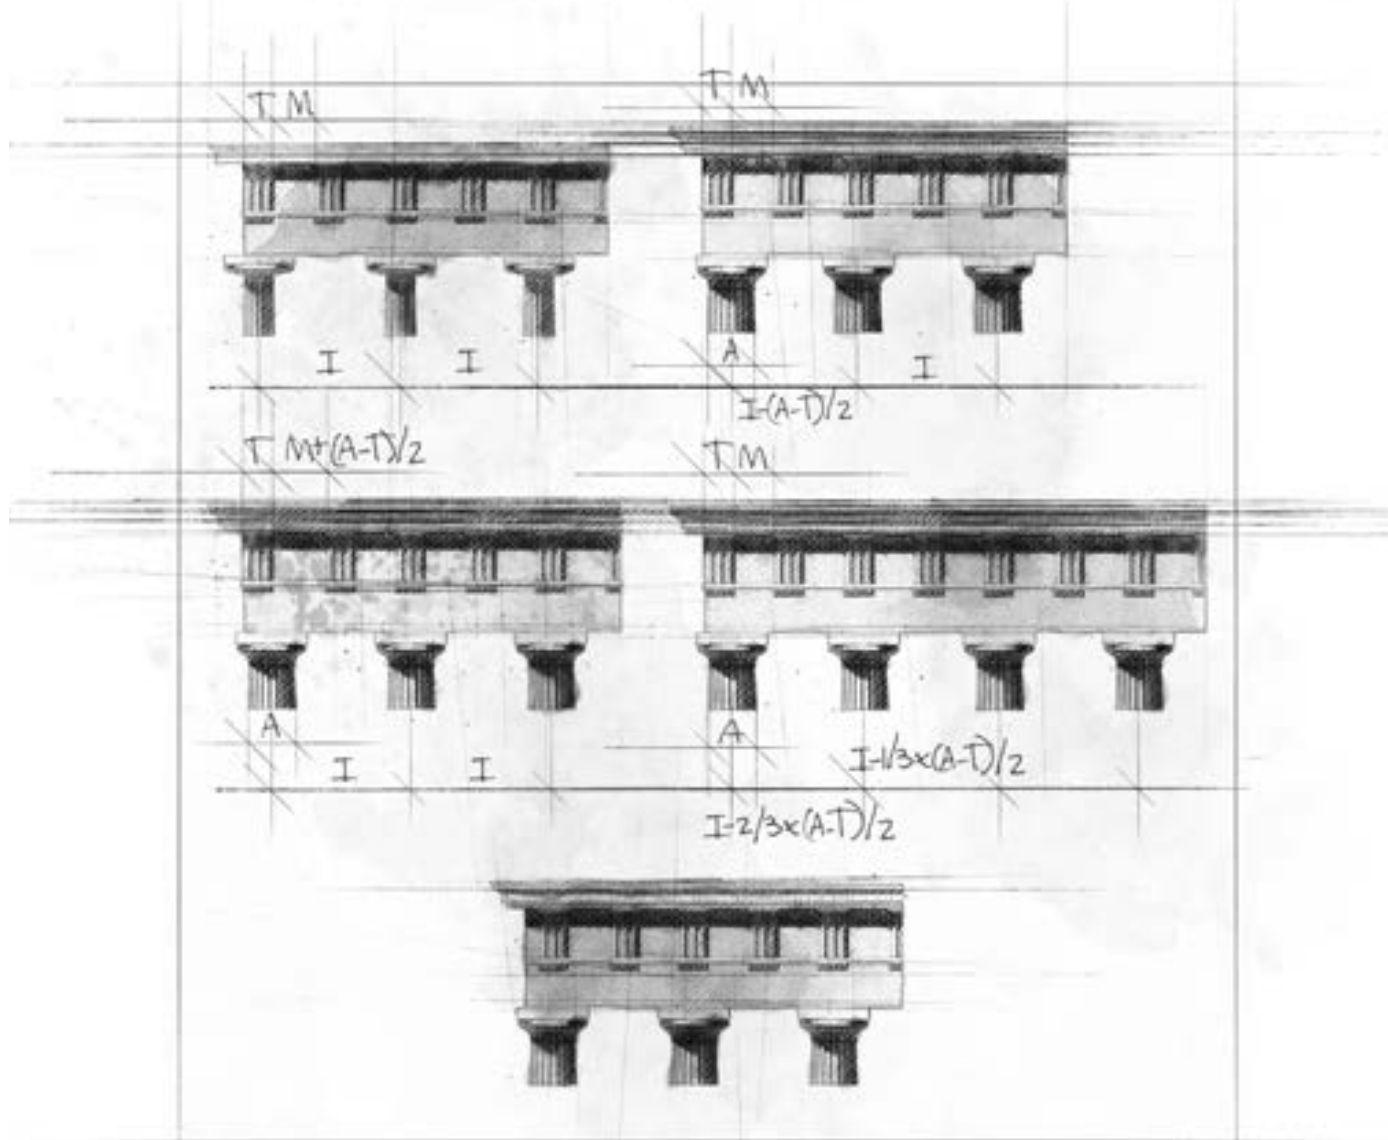 T M
T M
I I
A
I
I-(A-T)/2
T M+(A-T)/2
T M
A
A
I I
I-1/3x(A-T)/2
I-2/3x(A-T)/2